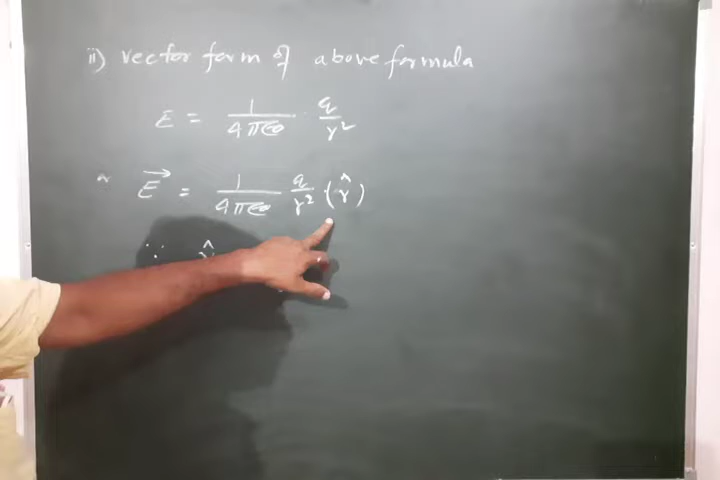 ii) vector form of above formula
E = 1/4πε₀ · q/r²
E⃗ = 1/4πε₀ q/r² (r̂)
∵ r̂